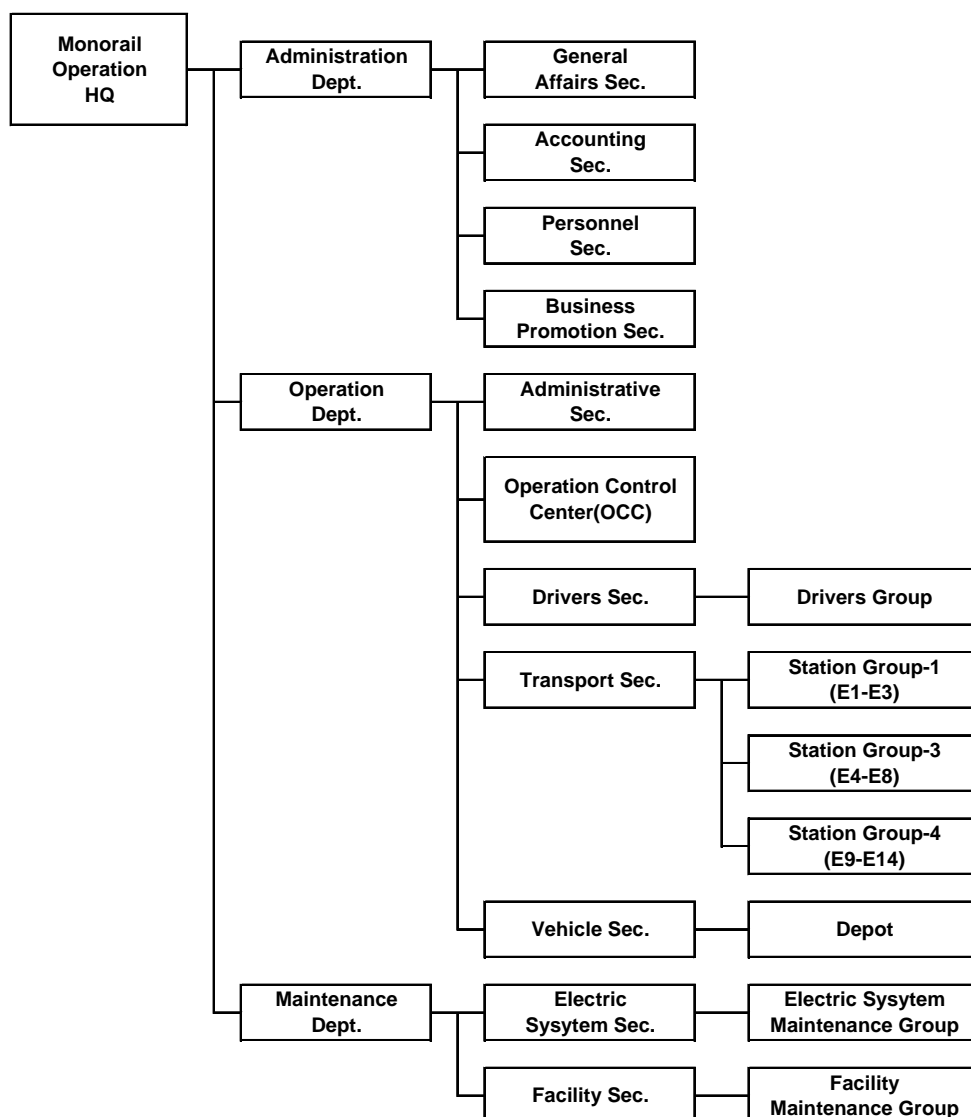 Monorail
Operation
HQ
Administration
Dept.
General
Affairs Sec.
Accounting
Sec.
Personnel
Sec.
Business
Promotion Sec.
Operation
Dept.
Administrative
Sec.
Operation Control
Center(OCC)
Drivers Sec.
Drivers Group
Transport Sec.
Station Group-1
(E1-E3)
Station Group-3
(E4-E8)
Station Group-4
(E9-E14)
Vehicle Sec.
Depot
Maintenance
Dept.
Electric
Sysytem Sec.
Electric Sysytem
Maintenance Group
Facility Sec.
Facility
Maintenance Group